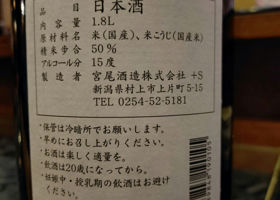 品目 日本酒
内容量 1.8L
原材料名 米(国産)、米こうじ(国産米)
精米歩合 50%
アルコール分 15度
製造者 宮尾酒造株式会社 +S
新潟県村上市上片町5-15
TEL 0254-52-5181
*保管は冷暗所でお願いします。
*早めにお召し上がりください。
*お酒は楽しく適量を。
*飲酒は20歳になってから。
*妊娠中・授乳期の飲酒はお避け
ください。